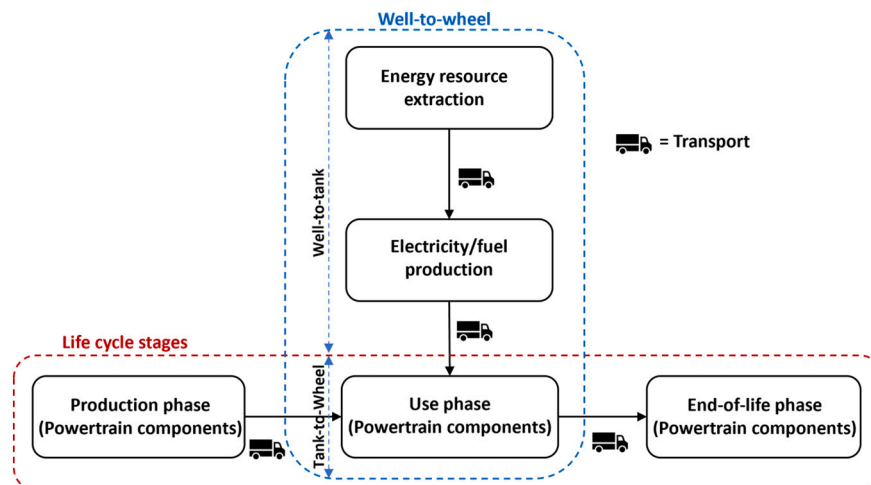 Well-to-wheel
Energy resource
extraction
= Transport
Well-to-tank
Electricity/fuel
production
Life cycle stages
Tank-to-Wheel
Production phase
(Powertrain components)
Use phase
(Powertrain components)
End-of-life phase
(Powertrain components)